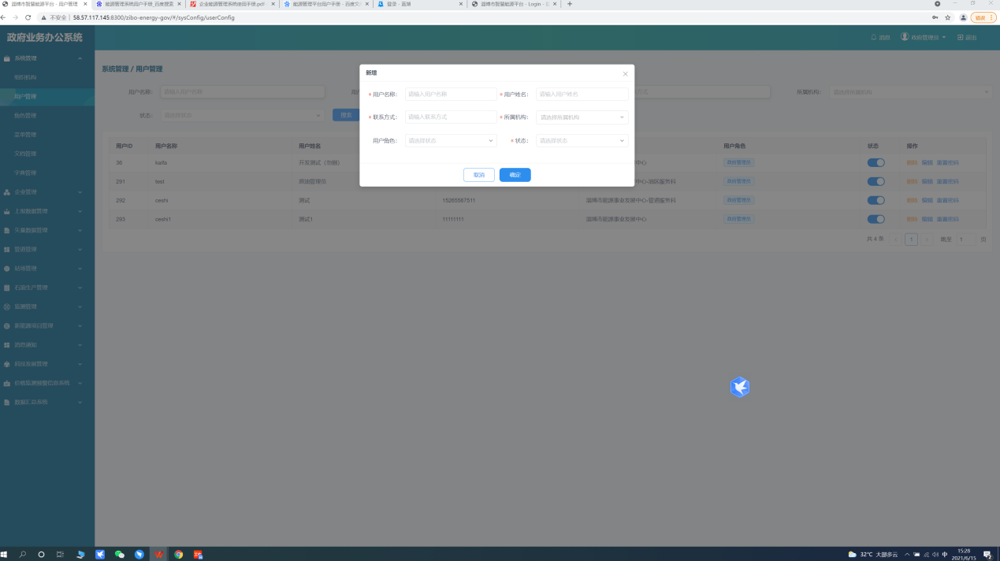 淄博市智慧能源平台 - 用户管理
能源管理系统用户手册_百度搜索
企业能源管理系统使用手册.pdf
能源管理平台用户手册 - 百度文
登录 - 蓝湖
淄博市智慧能源平台 - Login - E
不安全 | 58.57.117.145:8300/zibo-energy-gov/#/sysConfig/userConfig
错误
政府业务办公系统
消息
政府管理员
退出
系统管理
组织机构
用户管理
角色管理
菜单管理
文档管理
字典管理
企业管理
上报数据管理
矢量数据管理
管道管理
站场管理
石油生产管理
监测管理
新能源项目管理
消息通知
科技发展管理
价格监测预警信息系统
数据汇总系统
系统管理 / 用户管理
用户名称: 请输入用户名称
所属机构: 请选择所属机构
状态: 请选择状态
搜索
新增
* 用户名称: 请输入用户名称
* 用户姓名: 请输入用户姓名
* 联系方式: 请输入联系方式
* 所属机构: 请选择所属机构
用户角色: 请选择状态
* 状态: 请选择状态
取消
确定
用户ID 用户名称 用户姓名 用户角色 状态 操作
38 kaifa 开发测试（勿删） 中心 政府管理员 删除 编辑 重置密码
291 test 原油管理员 中心-油区服务科 政府管理员 删除 编辑 重置密码
292 ceshi 测试 15265587511 淄博市能源事业发展中心-管道服务科 政府管理员 删除 编辑 重置密码
293 ceshi1 测试1 11111111 淄博市能源事业发展中心 政府管理员 删除 编辑 重置密码
共 4 条 < 1 > 跳至 1 页
32°C 大部多云
中
15:28
2021/6/15